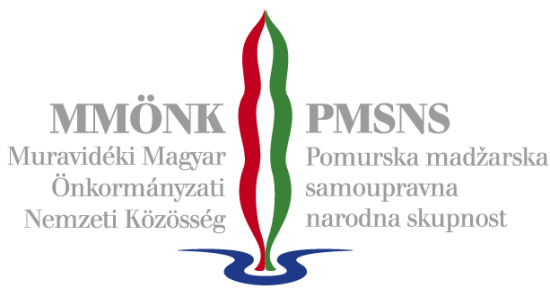 MMÖNK
Muravidéki Magyar
Önkormányzati
Nemzeti Közösség
PMSNS
Pomurska madžarska
samoupravna
narodna skupnost